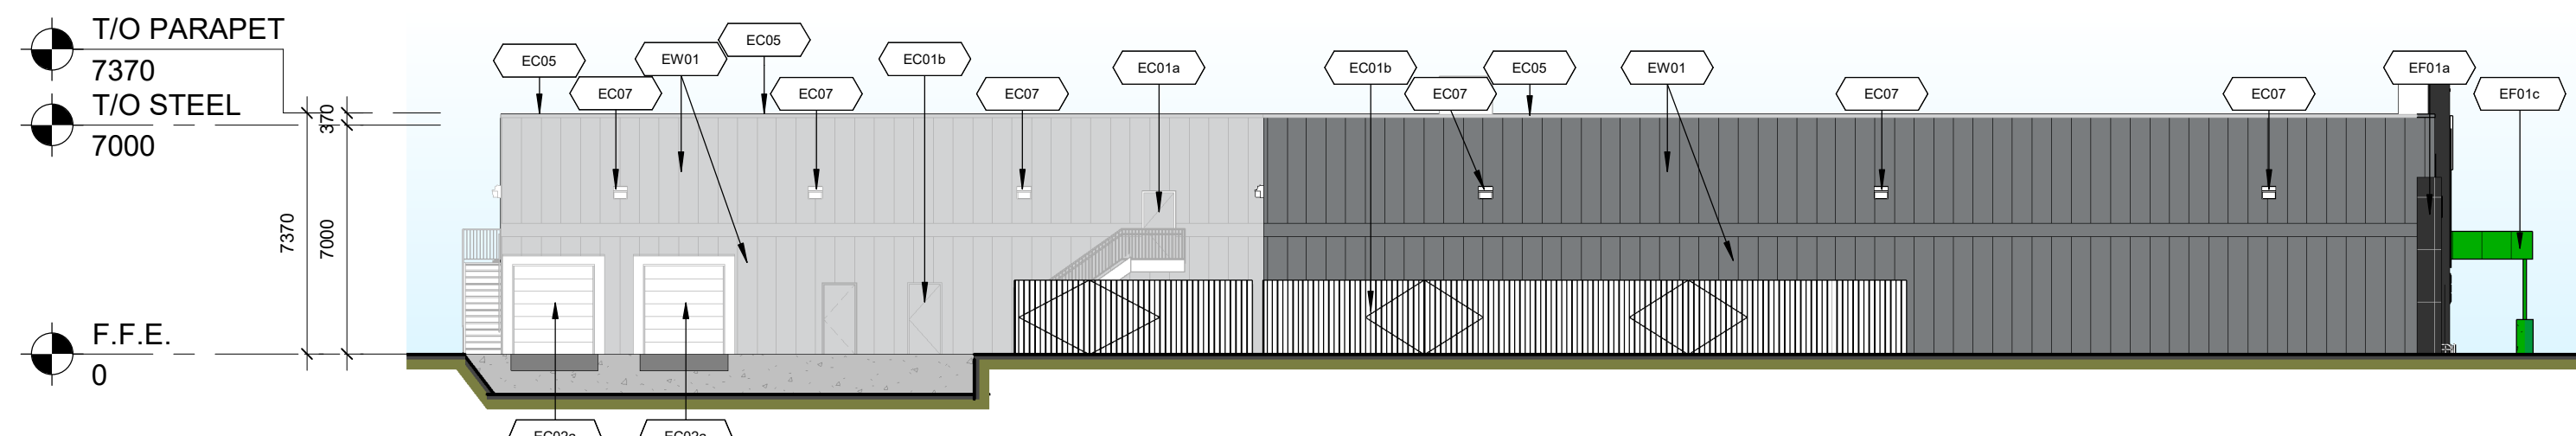 T/O PARAPET
7370
T/O STEEL
7000
F.F.E.
0
370
7370
7000
EC05
EC07
EW01
EC05
EC07
EC01b
EC07
EC01a
EC01b
EC07
EC05
EW01
EC07
EC07
EF01a
EF01c